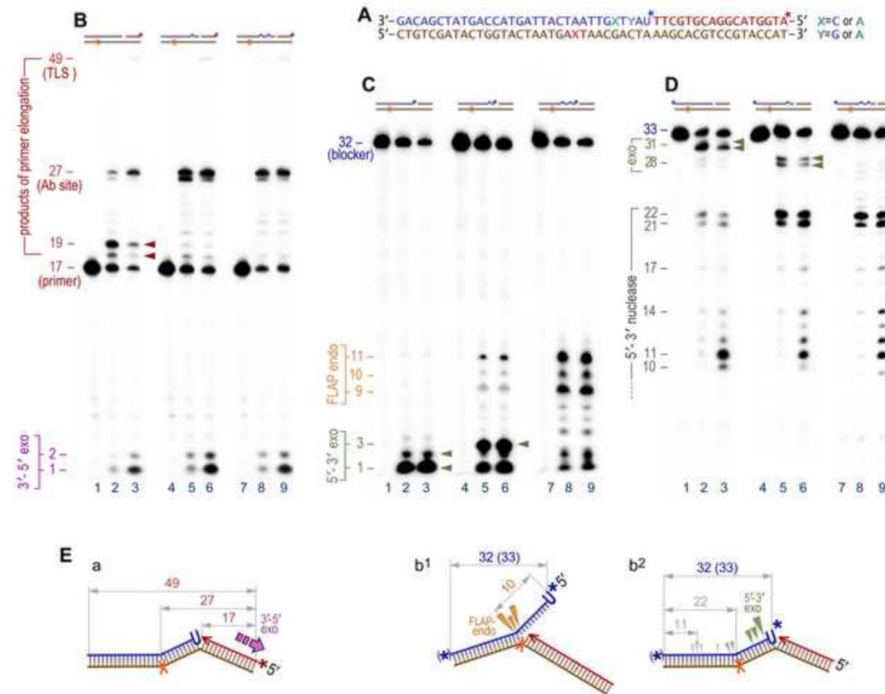 A
3′- GACAGCTATGACCATGATTACTAATTGXTYAU* TTCGTGCAGGCATGGTA* -5′ X=C or A
5′- CTGTCGATACTGGTACTAATGAXTAACGACTAAAGCACGTCCGTACCAT -3′ Y=G or A
B
49 –
(TLS)
products of primer elongation
27 –
(Ab site)
19 –
17 –
(primer)
3′- 5′ exo
2 –
1 –
1 2 3 4 5 6 7 8 9
C
32 –
(blocker)
FLAP endo
11 –
10 –
9 –
5′- 3′ exo
3 –
1 –
1 2 3 4 5 6 7 8 9
D
33
31
28
exo
22
21
17
14
11
10
5′- 3′ nuclease
1 2 3 4 5 6 7 8 9
E
a
49
27
17
3′-5′
exo
*5′
b1
32 (33)
10
*5′
U
FLAP-
endo
(*)
b2
32 (33)
22
11
5′-3′
exo
U
*
(*)
5′